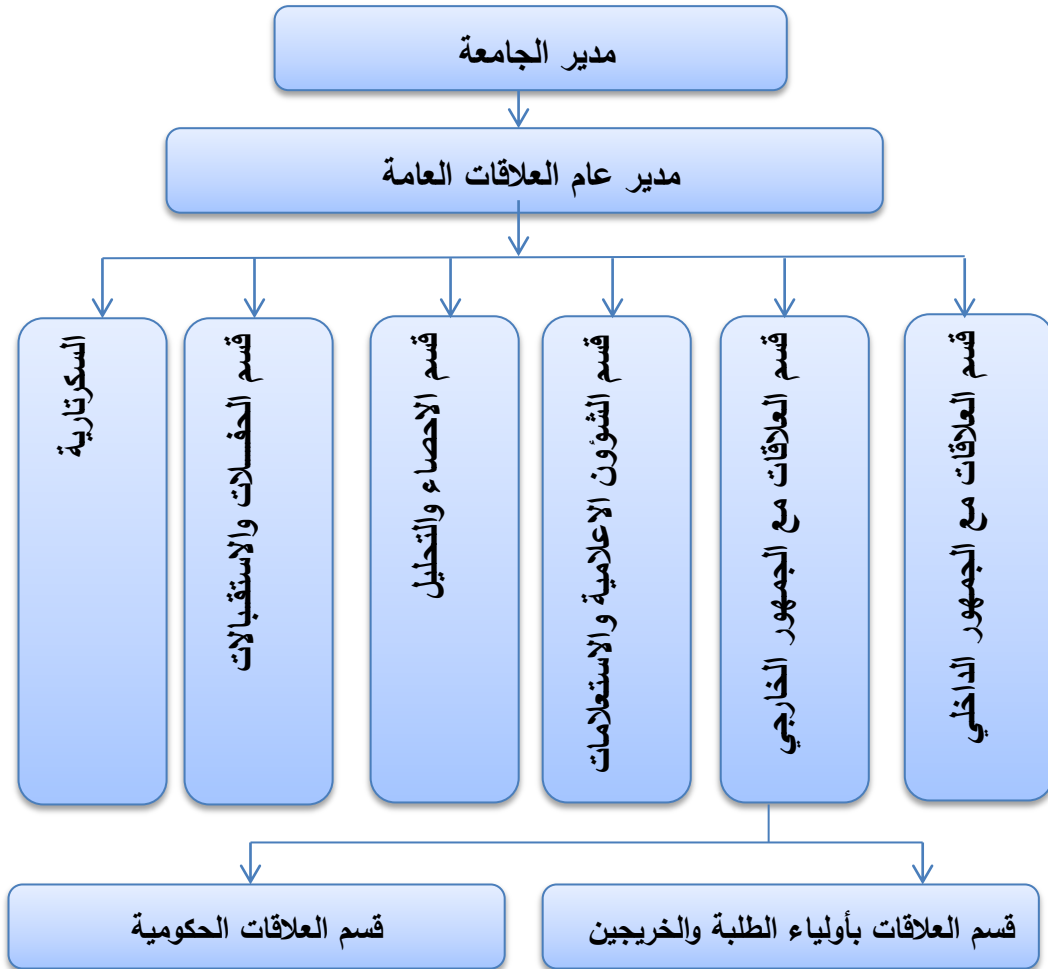 مدير الجامعة
مدير عام العلاقات العامة
قسم العلاقات مع الجمهور الداخلي
قسم العلاقات مع الجمهور الخارجي
قسم الشؤون الاعلامية والاستعلامات
قسم الاحصاء والتحليل
قسم الحفلات والاستقبالات
السكرتارية
قسم العلاقات بأولياء الطلبة والخريجين
قسم العلاقات الحكومية